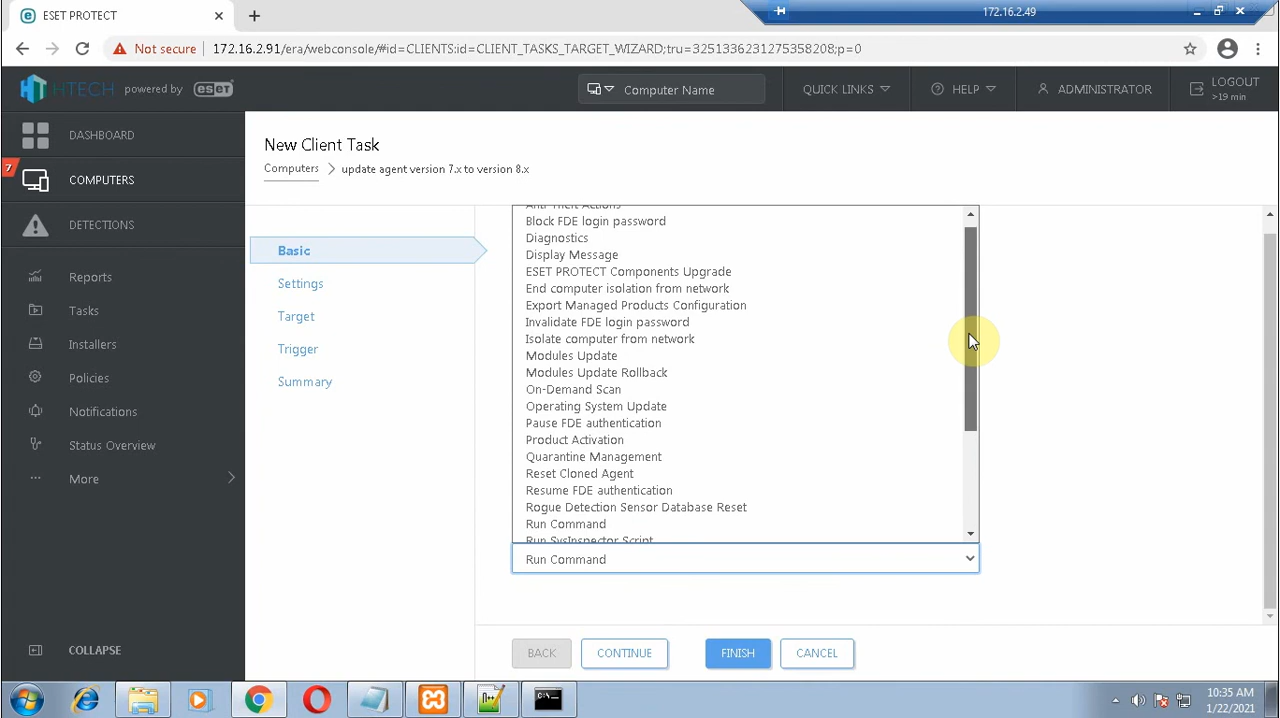 ESET PROTECT
172.16.2.49
Not secure 172.16.2.91/era/webconsole/#id=CLIENTS:id=CLIENT_TASKS_TARGET_WIZARD;tru=3251336231275358208;p=0
HTECH powered by eset
Computer Name
QUICK LINKS
HELP
ADMINISTRATOR
LOGOUT
>19 min
DASHBOARD
7
COMPUTERS
DETECTIONS
Reports
Tasks
Installers
Policies
Notifications
Status Overview
More
COLLAPSE
New Client Task
Computers
update agent version 7.x to version 8.x
Basic
Settings
Target
Trigger
Summary
Anti-Theft Actions
Block FDE login password
Diagnostics
Display Message
ESET PROTECT Components Upgrade
End computer isolation from network
Export Managed Products Configuration
Invalidate FDE login password
Isolate computer from network
Modules Update
Modules Update Rollback
On-Demand Scan
Operating System Update
Pause FDE authentication
Product Activation
Quarantine Management
Reset Cloned Agent
Resume FDE authentication
Rogue Detection Sensor Database Reset
Run Command
Run SysInspector Script
Run Command
BACK
CONTINUE
FINISH
CANCEL
10:35 AM
1/22/2021